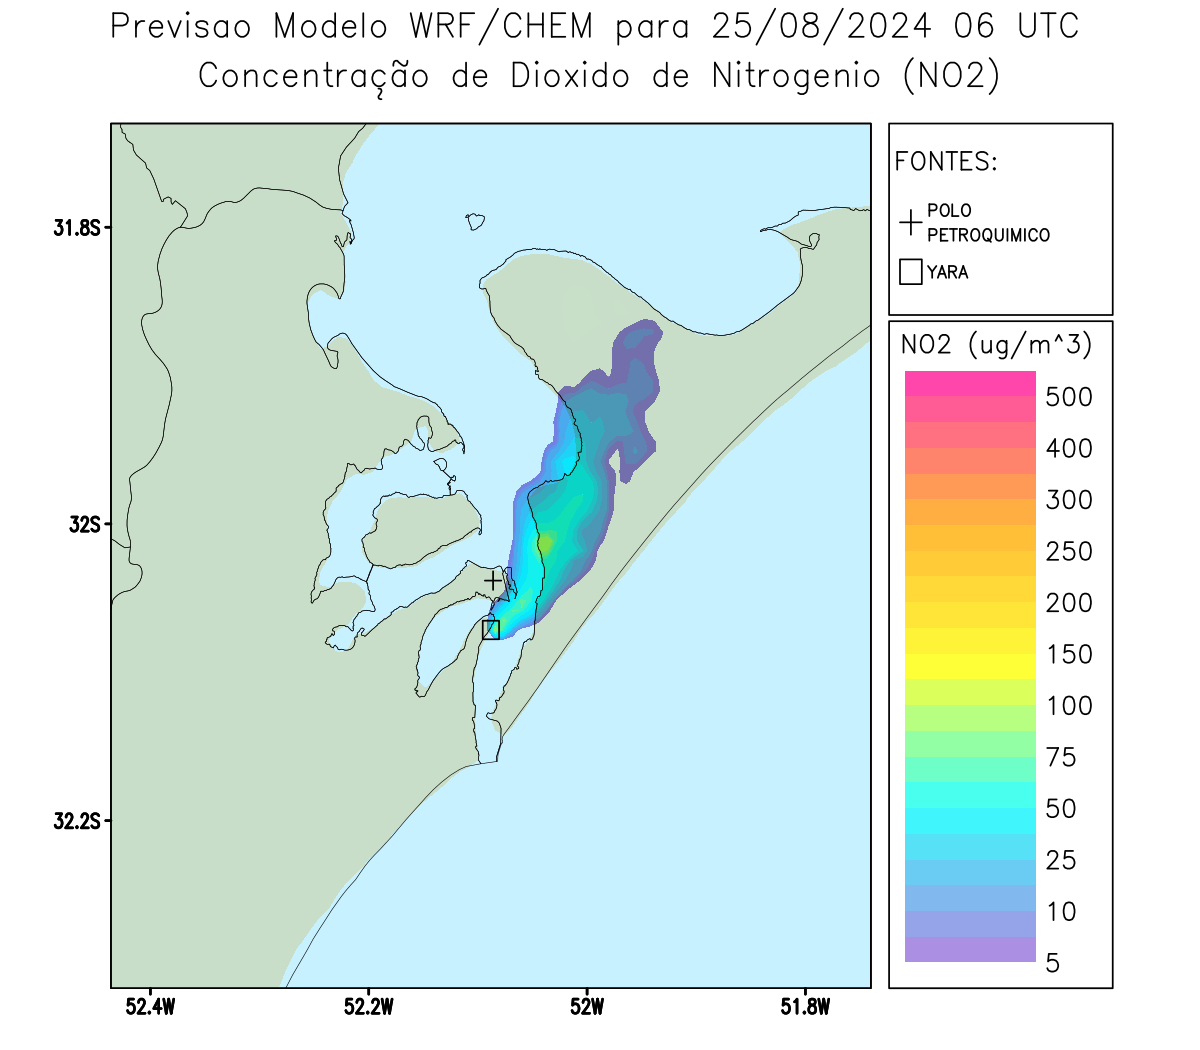 Previsao Modelo WRF/CHEM para 25/08/2024 06 UTC
Concentração de Dioxido de Nitrogenio (NO2)
FONTES:
POLO
PETROQUIMICO
YARA
NO2 (ug/m^3)
500
400
300
250
200
150
100
75
50
25
10
5
31.8S
32S
32.2S
52.4W
52.2W
52W
51.8W